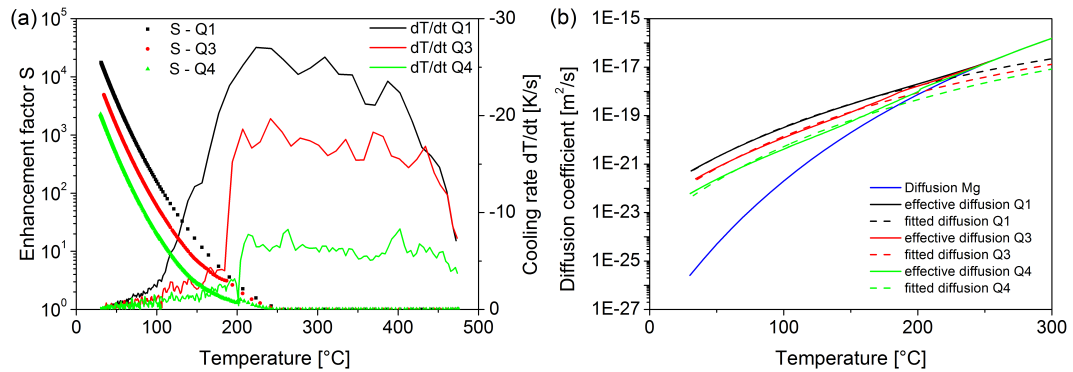 (a)
10^5
10^4
10^3
10^2
10^1
10^0
Enhancement factor S
S - Q1
S - Q3
S - Q4
dT/dt Q1
dT/dt Q3
dT/dt Q4
-30
-20
-10
0
Cooling rate dT/dt [K/s]
0 100 200 300 400 500
Temperature [°C]
(b)
1E-15
1E-17
1E-19
1E-21
1E-23
1E-25
1E-27
Diffusion coefficient [m^2/s]
Diffusion Mg
effective diffusion Q1
fitted diffusion Q1
effective diffusion Q3
fitted diffusion Q3
effective diffusion Q4
fitted diffusion Q4
0 100 200 300
Temperature [°C]